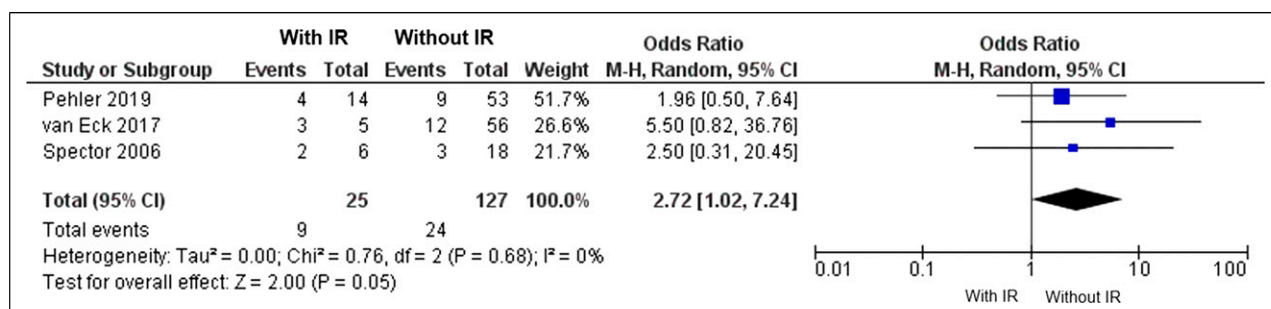 With IR Without IR Odds Ratio Odds Ratio
Study or Subgroup Events Total Events Total Weight M-H, Random, 95% CI M-H, Random, 95% CI
Pehler 2019 4 14 9 53 51.7% 1.96 [0.50, 7.64]
van Eck 2017 3 5 12 56 26.6% 5.50 [0.82, 36.76]
Spector 2006 2 6 3 18 21.7% 2.50 [0.31, 20.45]
Total (95% CI) 25 127 100.0% 2.72 [1.02, 7.24]
Total events 9 24
Heterogeneity: Tau² = 0.00; Chi² = 0.76, df = 2 (P = 0.68); I² = 0%
Test for overall effect: Z = 2.00 (P = 0.05)
0.01 0.1 1 10 100
With IR Without IR